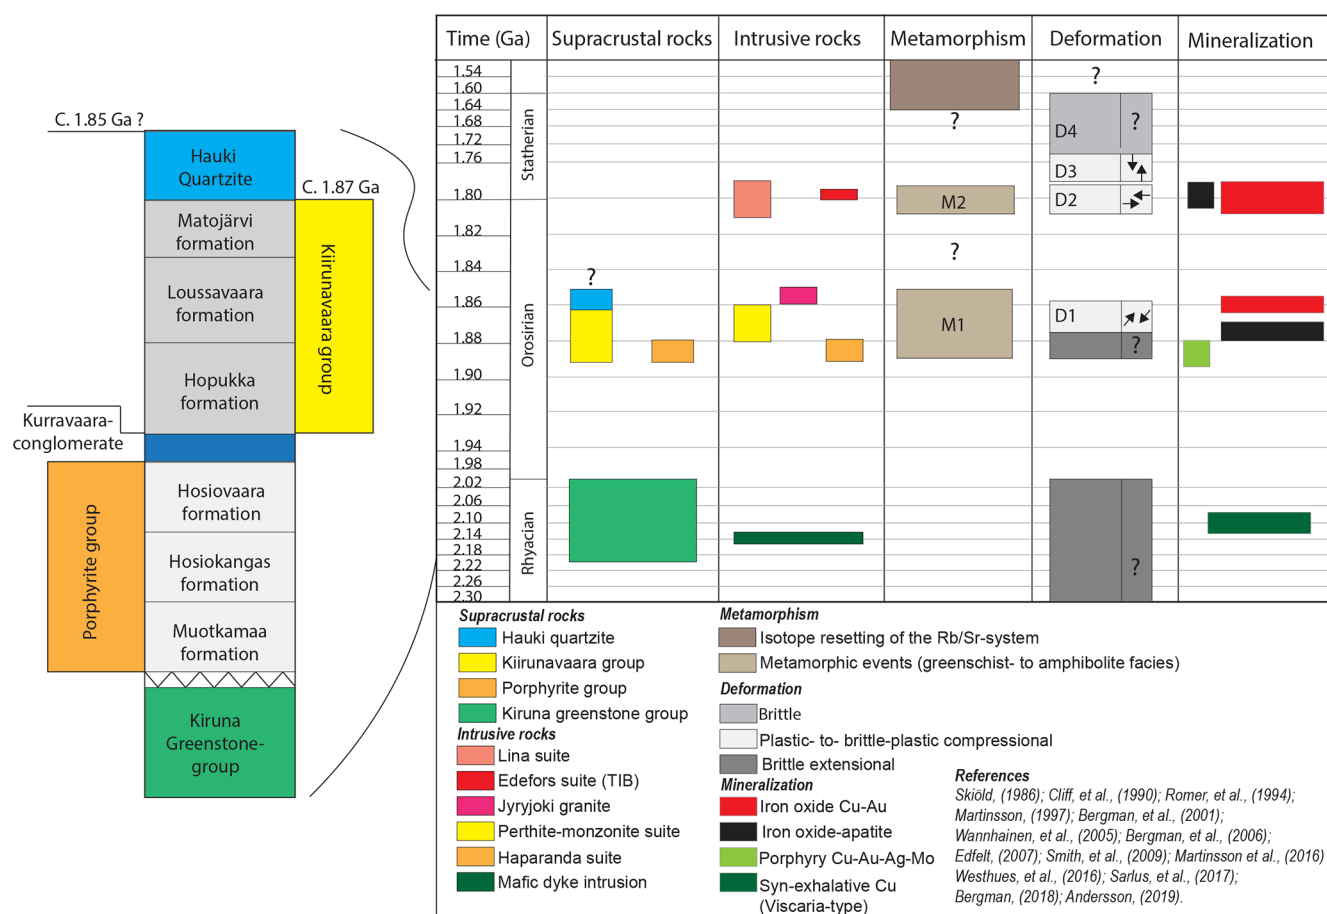 C. 1.85 Ga ?
Hauki
Quartzite
C. 1.87 Ga
Matojärvi
formation
Loussavaara
formation
Hopukka
formation
Kiirunavaara group
Kurravaara-
conglomerate
Porphyrite group
Hosiovaara
formation
Hosiokangas
formation
Muotkamaa
formation
Kiruna
Greenstone-
group
Time (Ga)
Supracrustal rocks
Intrusive rocks
Metamorphism
Deformation
Mineralization
1.54
1.60
1.64
1.68
1.72
1.76
1.80
1.82
1.84
1.86
1.88
1.90
1.92
1.94
1.98
2.02
2.06
2.10
2.14
2.18
2.22
2.26
2.30
Statherian
Orosirian
Rhyacian
?
?
M2
?
M1
?
D4
?
D3
D2
D1
?
?
Supracrustal rocks
Hauki quartzite
Kiirunavaara group
Porphyrite group
Kiruna greenstone group
Intrusive rocks
Lina suite
Edefors suite (TIB)
Jyryjoki granite
Perthite-monzonite suite
Haparanda suite
Mafic dyke intrusion
Metamorphism
Isotope resetting of the Rb/Sr-system
Metamorphic events (greenschist- to amphibolite facies)
Deformation
Brittle
Plastic- to- brittle-plastic compressional
Brittle extensional
Mineralization
Iron oxide Cu-Au
Iron oxide-apatite
Porphyry Cu-Au-Ag-Mo
Syn-exhalative Cu
(Viscaria-type)
References
Skiöld, (1986); Cliff, et al., (1990); Romer, et al., (1994);
Martinsson, (1997); Bergman, et al., (2001);
Wannhainen, et al., (2005); Bergman, et al., (2006);
Edfelt, (2007); Smith, et al., (2009); Martinsson et al., (2016)
Westhues, et al., (2016); Sarlus, et al., (2017);
Bergman, (2018); Andersson, (2019).